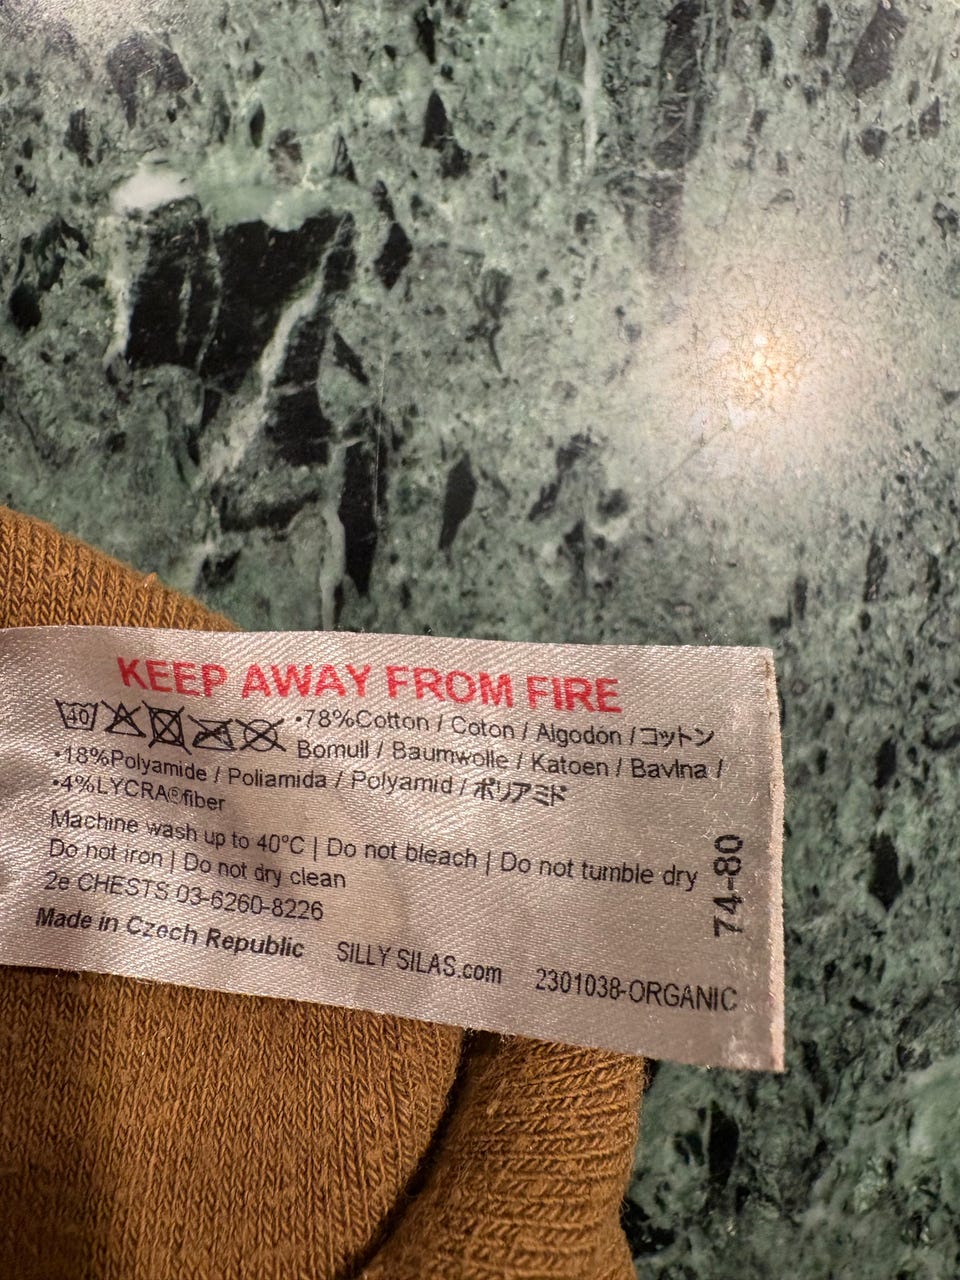 KEEP AWAY FROM FIRE
40 •78%Cotton / Coton / Algodón / コットン
Bomull / Baumwolle / Katoen / Bavlna /
•18%Polyamide / Poliamida / Polyamid / ポリアミド
•4%LYCRA®fiber
Machine wash up to 40°C | Do not bleach | Do not tumble dry
Do not iron | Do not dry clean
2e CHESTS 03-6260-8226
Made in Czech Republic SILLY SILAS.com 2301038-ORGANIC
74-80